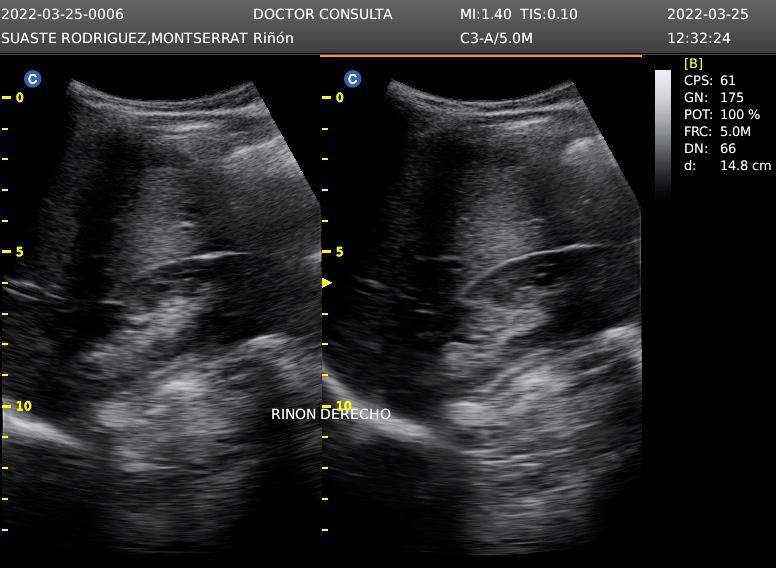 2022-03-25-0006 DOCTOR CONSULTA MI:1.40 TIS:0.10 2022-03-25
SUASTE RODRIGUEZ,MONTSERRAT Riñón C3-A/5.0M 12:32:24
[B]
C C
0 0
CPS: 61
GN: 175
POT: 100 %
FRC: 5.0M
DN: 66
d: 14.8 cm
5 5
10 10
RINON DERECHO